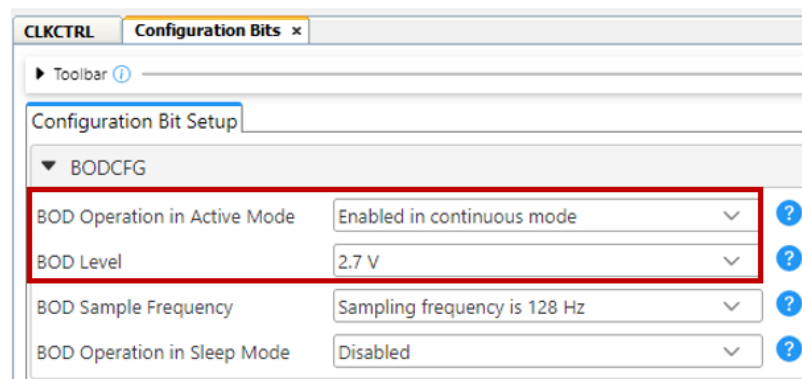 CLKCTRL Configuration Bits ×
Toolbar i
Configuration Bit Setup
BODCFG
BOD Operation in Active Mode Enabled in continuous mode ?
BOD Level 2.7 V ?
BOD Sample Frequency Sampling frequency is 128 Hz ?
BOD Operation in Sleep Mode Disabled ?